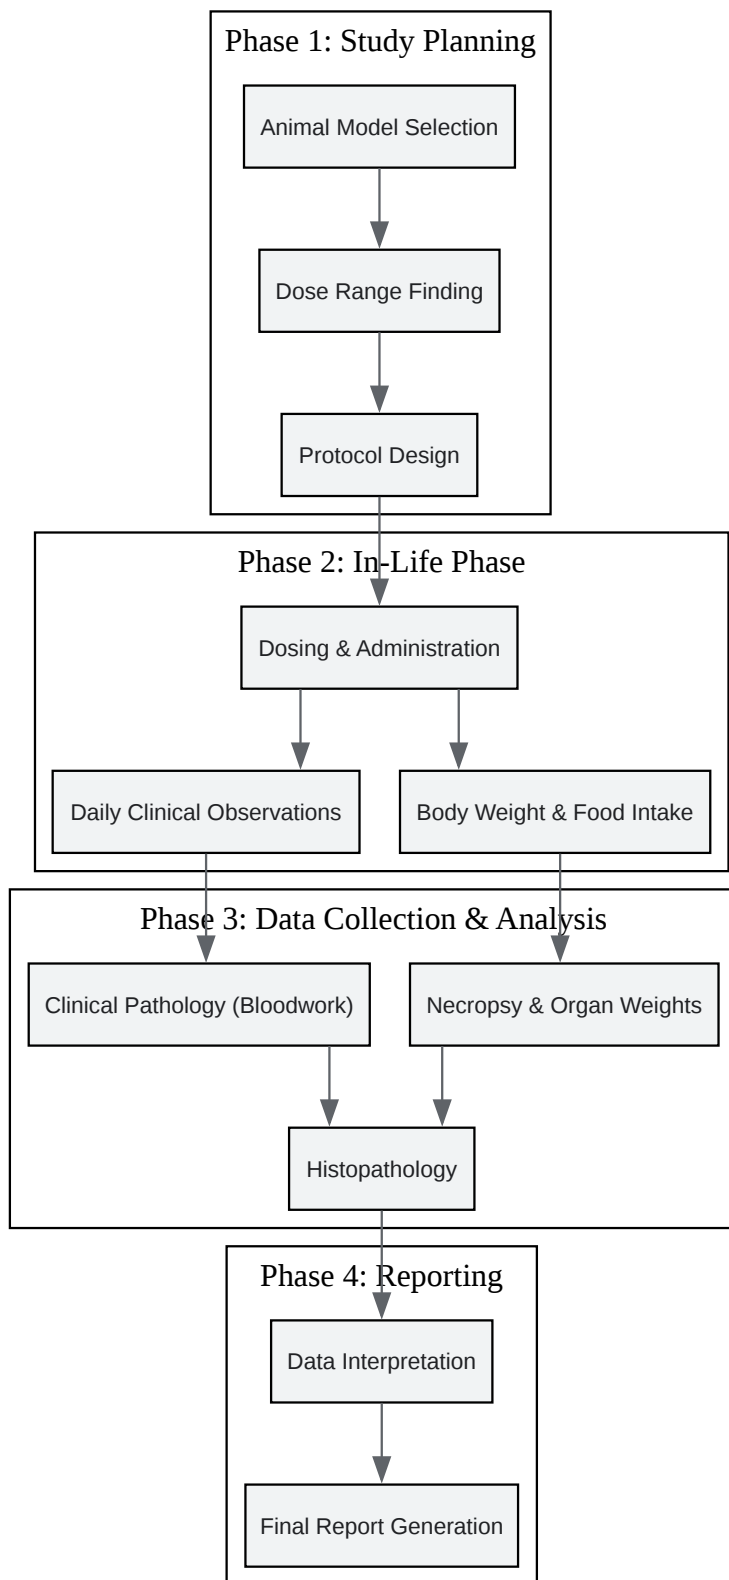 Phase 1: Study Planning
Animal Model Selection
Dose Range Finding
Protocol Design
Phase 2: In-Life Phase
Dosing & Administration
Daily Clinical Observations
Body Weight & Food Intake
Phase 3: Data Collection & Analysis
Clinical Pathology (Bloodwork)
Necropsy & Organ Weights
Histopathology
Phase 4: Reporting
Data Interpretation
Final Report Generation